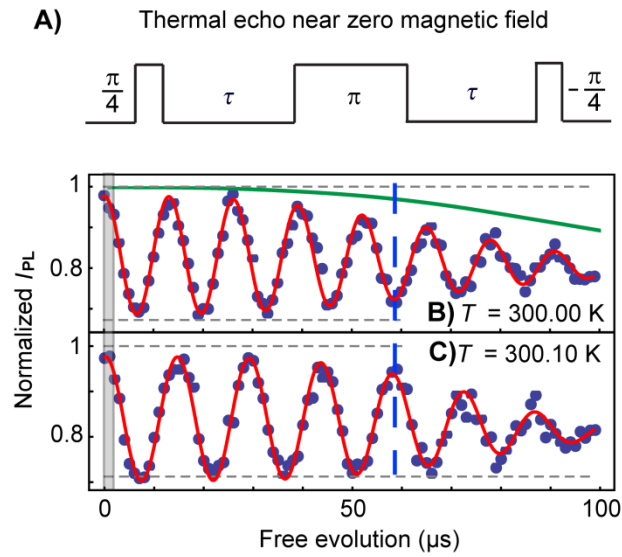 A) Thermal echo near zero magnetic field
π/4 τ π τ -π/4
Normalized I_PL
1
0.8
B) T = 300.00 K
C) T = 300.10 K
1
0.8
0 50 100
Free evolution (μs)